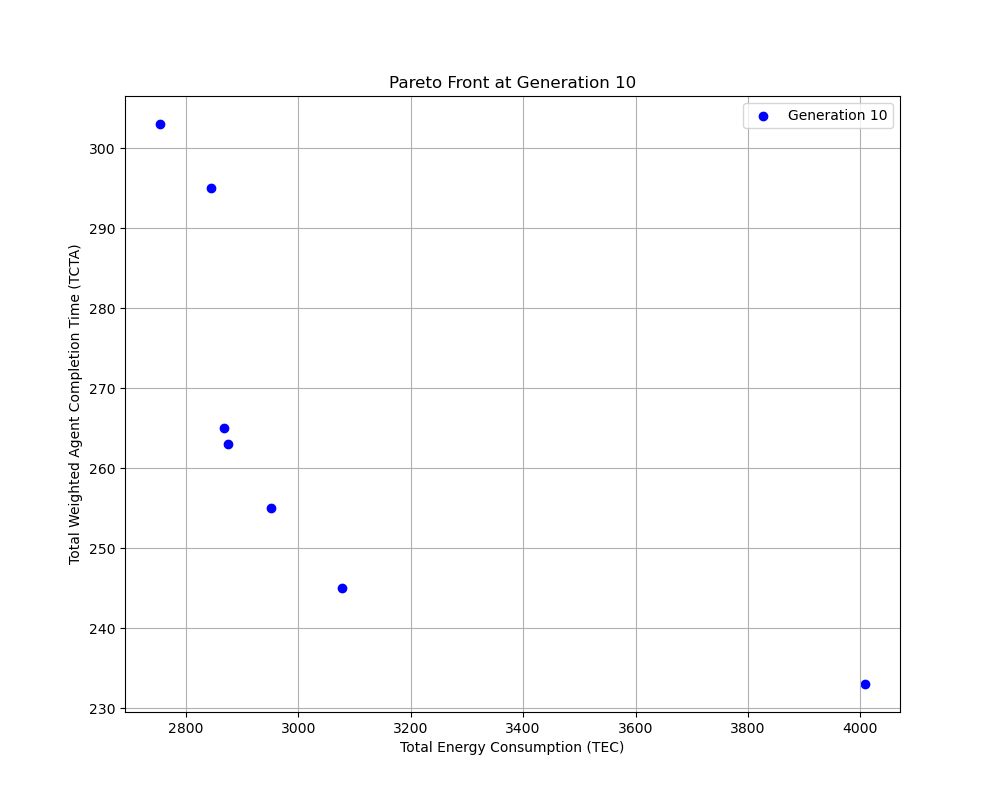 Pareto Front at Generation 10
Generation 10
Total Weighted Agent Completion Time (TCTA)
300
290
280
270
260
250
240
230
2800 3000 3200 3400 3600 3800 4000
Total Energy Consumption (TEC)